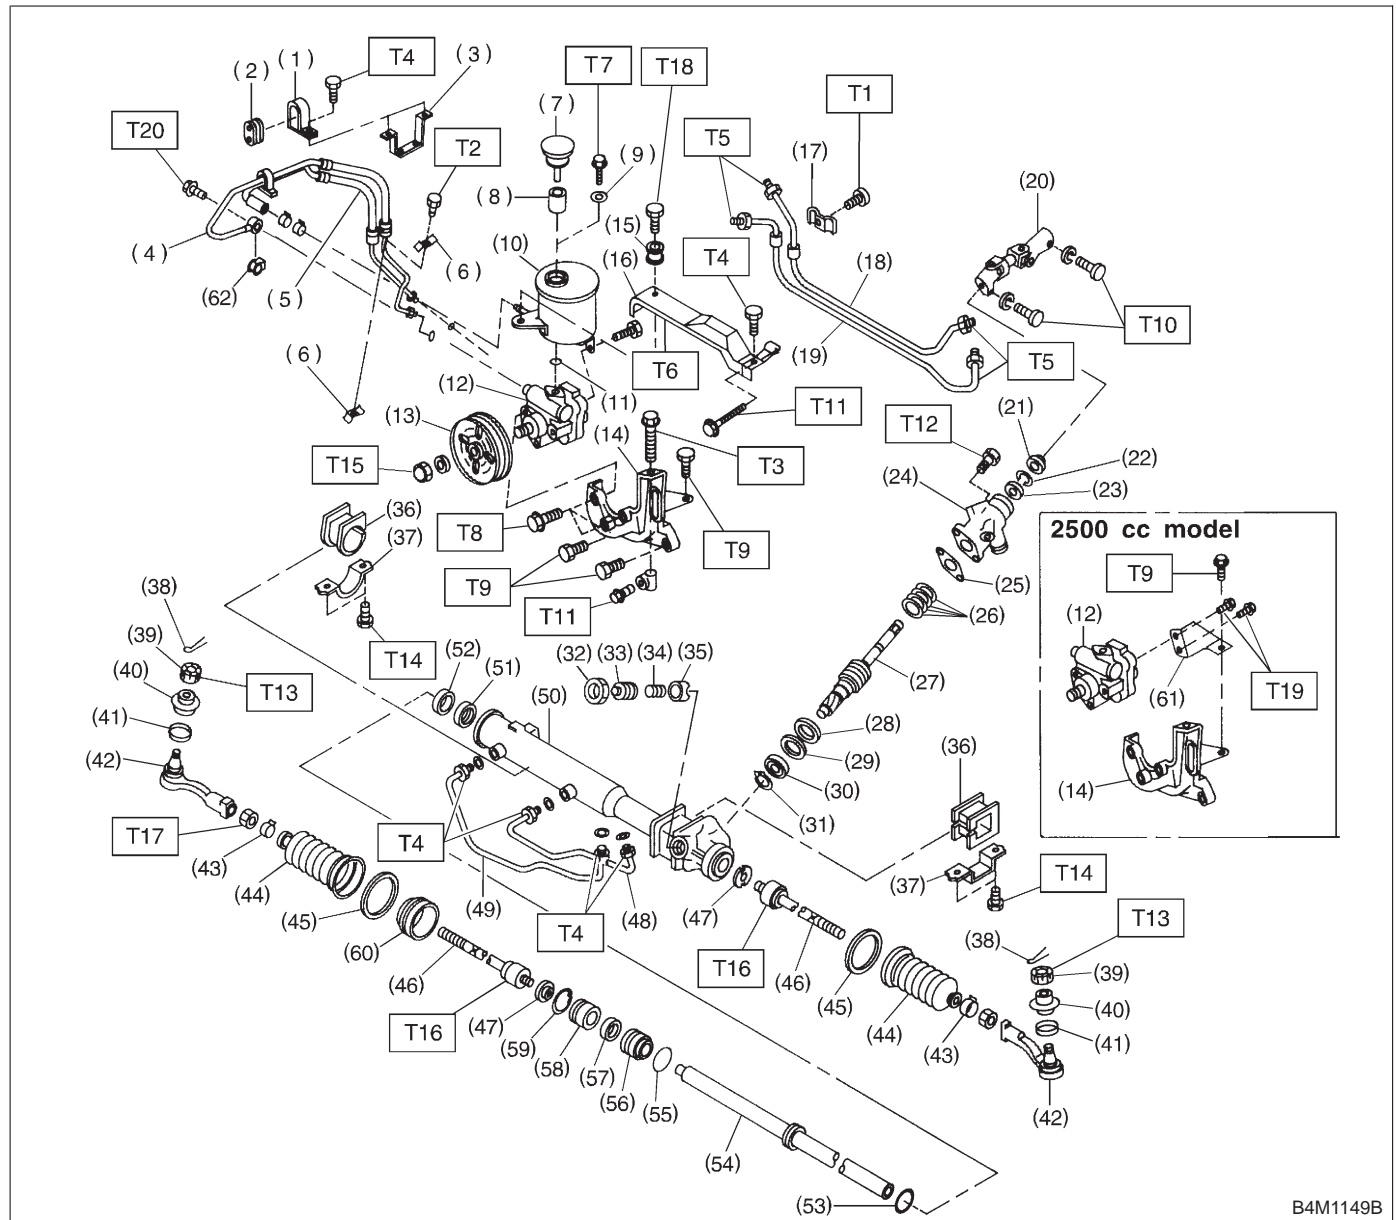 ( 2 )
( 1 )
T4
( 3 )
T7
T18
( 7 )
T1
T20
T2
( 9 )
T5
(17)
( 8 )
(20)
(15)
( 4 )
(10)
(16)
T4
( 6 )
(18)
(62)
( 5 )
T10
(19)
T5
( 6 )
T6
(12)
(11)
T11
(21)
(13)
T12
(14)
T3
(22)
T15
(24)
(23)
(36)
T8
T9
2500 cc model
(37)
T9
T9
(25)
(38)
T11
(26)
(12)
(39)
T14
(52)
(51)
(32)
(33)
(34)
(35)
(40)
T13
(50)
(27)
(61)
T19
(41)
(28)
(36)
(42)
(29)
(30)
(14)
(31)
T17
T4
(43)
(44)
(37)
T14
(49)
(48)
(47)
(45)
T4
T13
(60)
(38)
T16
(46)
(39)
(46)
(45)
(40)
(47)
(44)
T16
(59)
(43)
(41)
(58)
(57)
(56)
(55)
(42)
(54)
(53)
B4M1149B